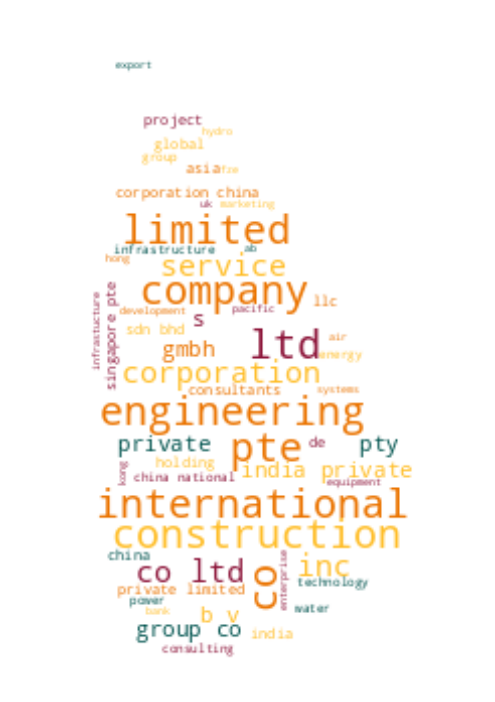 export
project
hydro
global
group
asia fze
corporation china
uk marketing
limited
infrastructure ab
hong
service
company
infrastucture
singapore pte
llc
development pacific
s
sdn bhd
ltd
air
gmbh
energy
corporation
consultants systems
engineering
private pte de pty
holding
india private
kong
china national
equipment
international
construction
china
co ltd
co
enterprise
inc
technology
private limited
power
water
bank
b v
group co
india
consulting